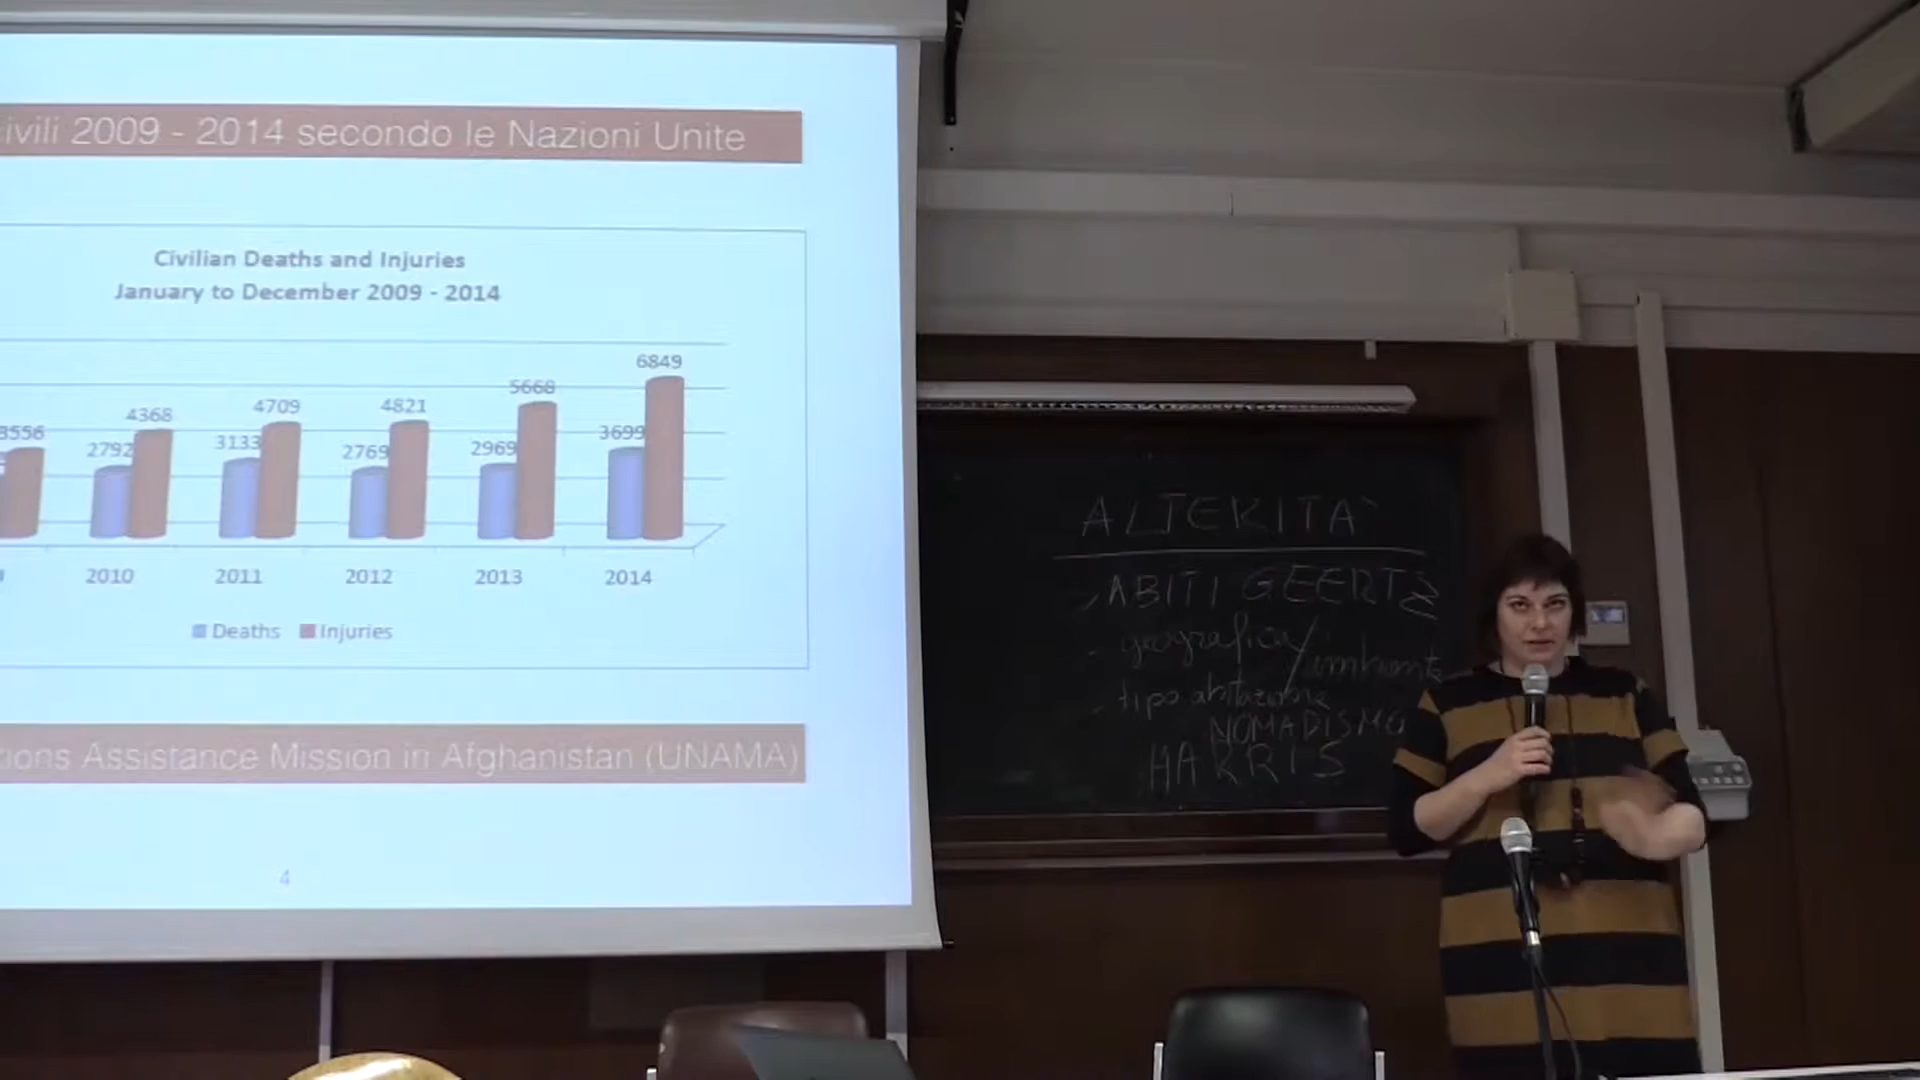 ivili 2009 - 2014 secondo le Nazioni Unite
Civilian Deaths and Injuries
January to December 2009 - 2014
3556
2792 4368
3133 4709
2769 4821
2969 5668
3699 6849
2010 2011 2012 2013 2014
Deaths Injuries
ions Assistance Mission in Afghanistan (UNAMA)
4
ALTERITÀ
- ABITI GEERTZ
- geografica/ambiente
- tipo abitazione
NOMADISMO
HARRIS